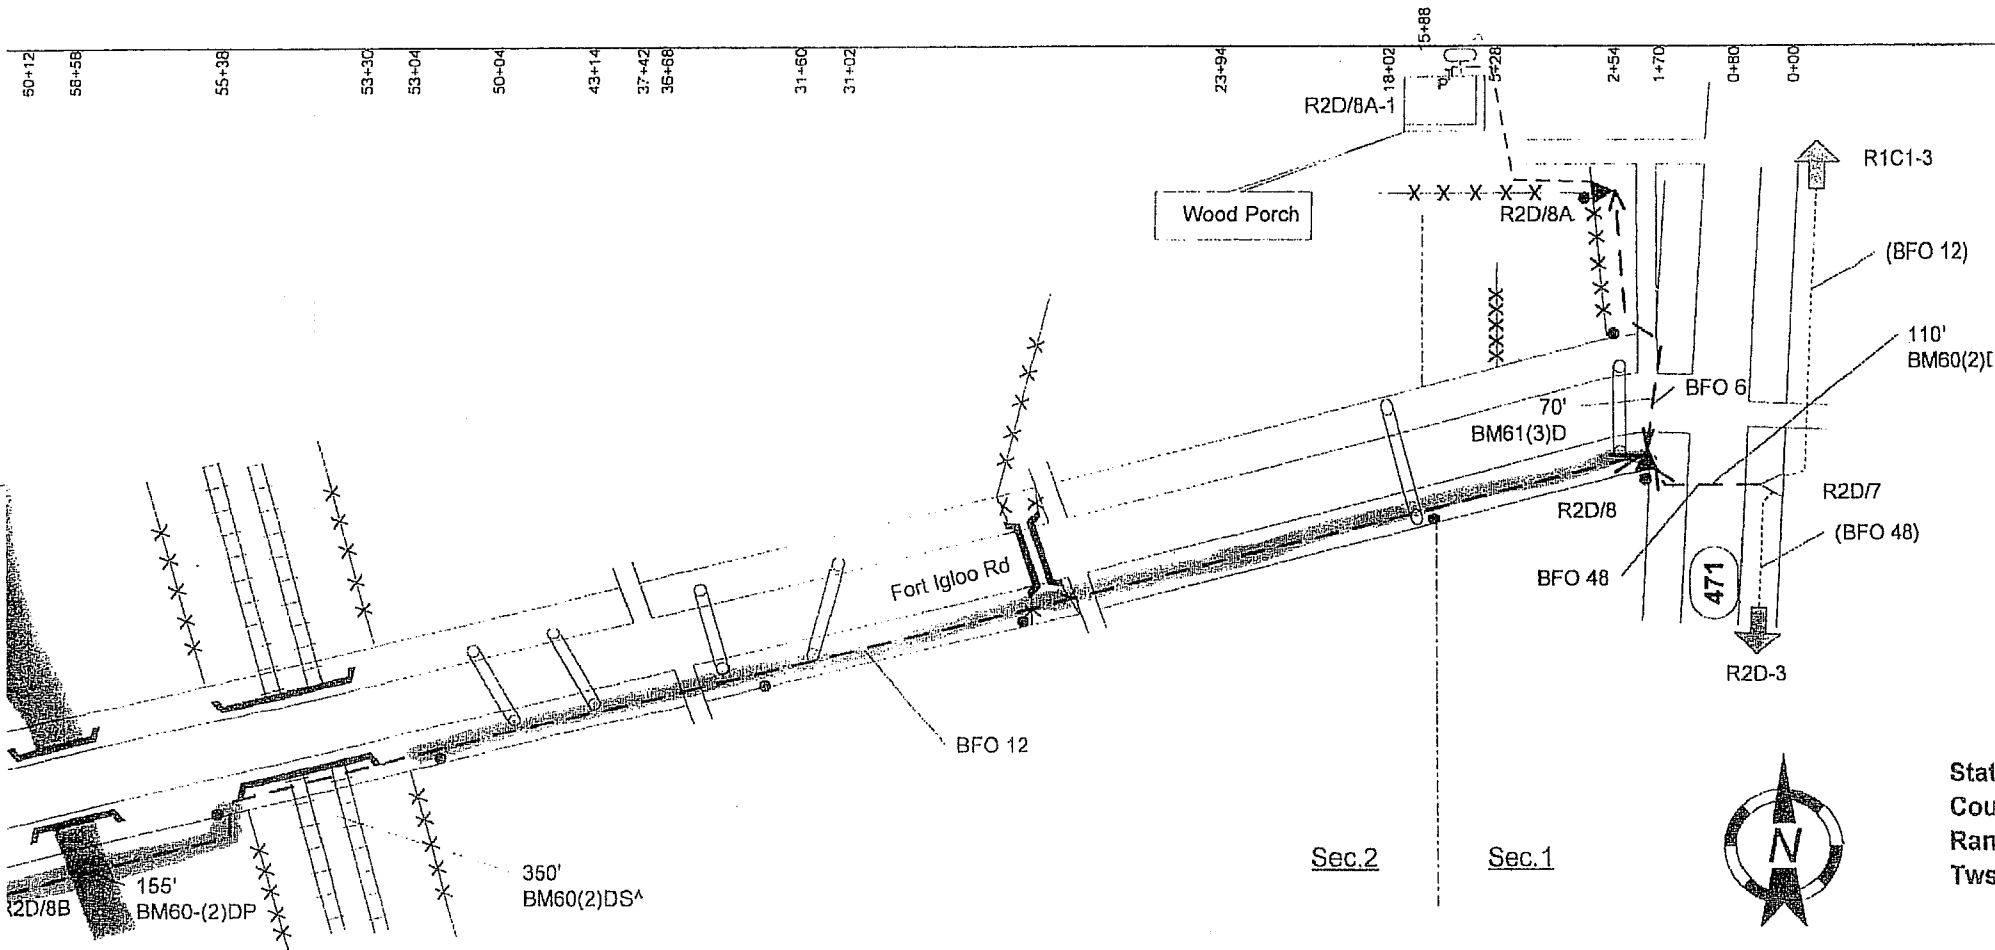 60+12
58+58
55+38
53+30
53+04
50+04
43+14
37+42
36+68
31+60
31+02
23+94
18+02
15+88
5+28
2+54
1+70
0+80
0+00
R2D/8A-1
R1C1-3
Wood Porch
R2D/8A
(BFO 12)
110'
BM60(2)D
BFO 6
70'
BM61(3)D
R2D/7
R2D/8
(BFO 48)
Fort Igloo Rd
BFO 48
471
R2D-3
BFO 12
N
Stat
Cou
Ran
Tws
Sec.2
Sec.1
350'
BM60(2)DS^
155'
BM60-(2)DP
R2D/8B